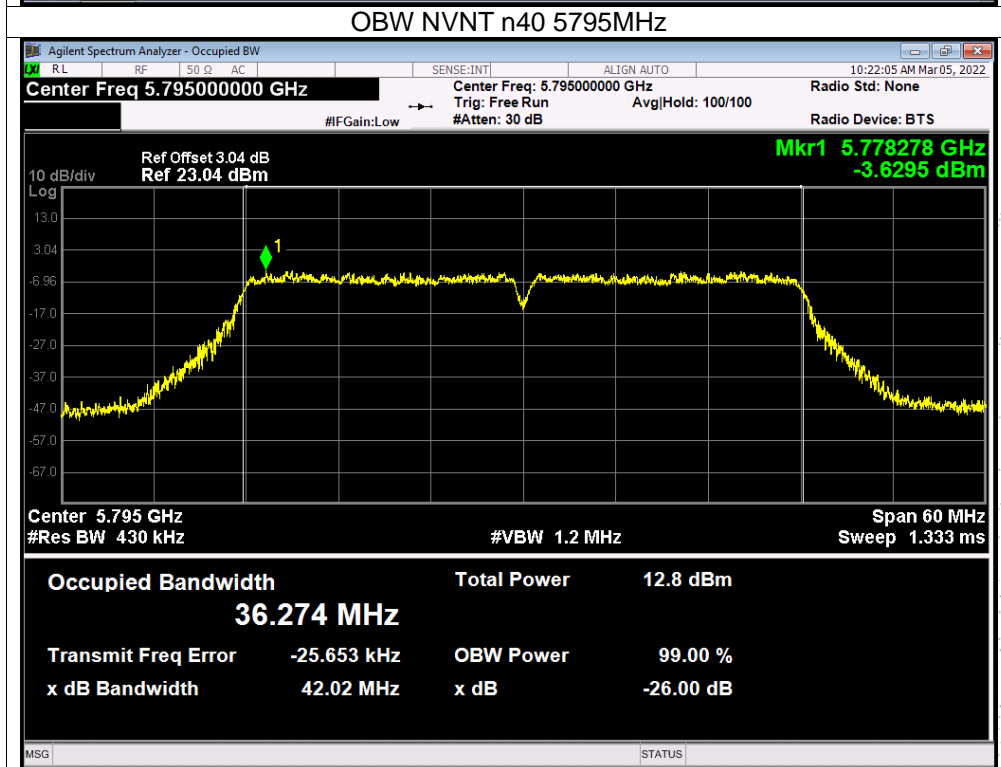 OBW NVNT n40 5795MHz
Agilent Spectrum Analyzer - Occupied BW
LXI RL RF 50 Ω AC SENSE:INT ALIGN AUTO 10:22:05 AM Mar 05, 2022
Center Freq 5.795000000 GHz Center Freq: 5.795000000 GHz Radio Std: None
Trig: Free Run Avg|Hold: 100/100
#IFGain:Low #Atten: 30 dB Radio Device: BTS
Mkr1 5.778278 GHz
-3.6295 dBm
Ref Offset 3.04 dB
10 dB/div Ref 23.04 dBm
Log
13.0
3.04
1
-6.96
-17.0
-27.0
-37.0
-47.0
-57.0
-67.0
Center 5.795 GHz Span 60 MHz
#Res BW 430 kHz #VBW 1.2 MHz Sweep 1.333 ms
Occupied Bandwidth Total Power 12.8 dBm
36.274 MHz
Transmit Freq Error -25.653 kHz OBW Power 99.00 %
x dB Bandwidth 42.02 MHz x dB -26.00 dB
MSG STATUS